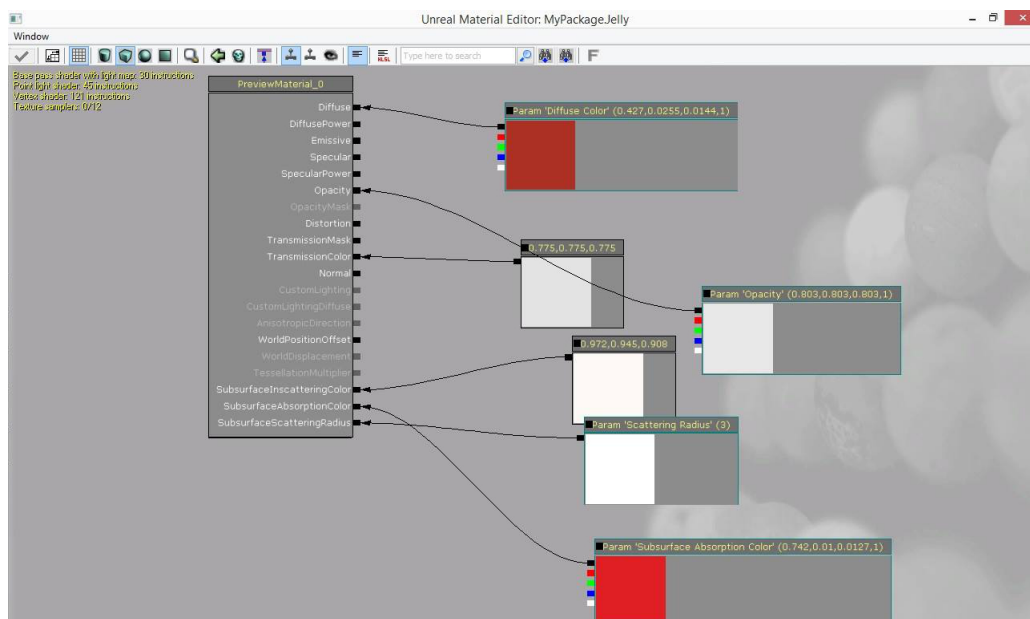 Unreal Material Editor: MyPackage.Jelly
Window
HLSL
Type here to search
F
Base pass shader with light map: 30 instructions
Point light shader: 45 instructions
Vertex shader: 121 instructions
Texture samplers: 0/12
PreviewMaterial_0
Diffuse
DiffusePower
Emissive
Specular
SpecularPower
Opacity
OpacityMask
Distortion
TransmissionMask
TransmissionColor
Normal
CustomLighting
CustomLightingDiffuse
AnisotropicDirection
WorldPositionOffset
WorldDisplacement
TessellationMultiplier
SubsurfaceInscatteringColor
SubsurfaceAbsorptionColor
SubsurfaceScatteringRadius
Param 'Diffuse Color' (0.427,0.0255,0.0144,1)
0.775,0.775,0.775
Param 'Opacity' (0.803,0.803,0.803,1)
0.972,0.945,0.908
Param 'Scattering Radius' (3)
Param 'Subsurface Absorption Color' (0.742,0.01,0.0127,1)